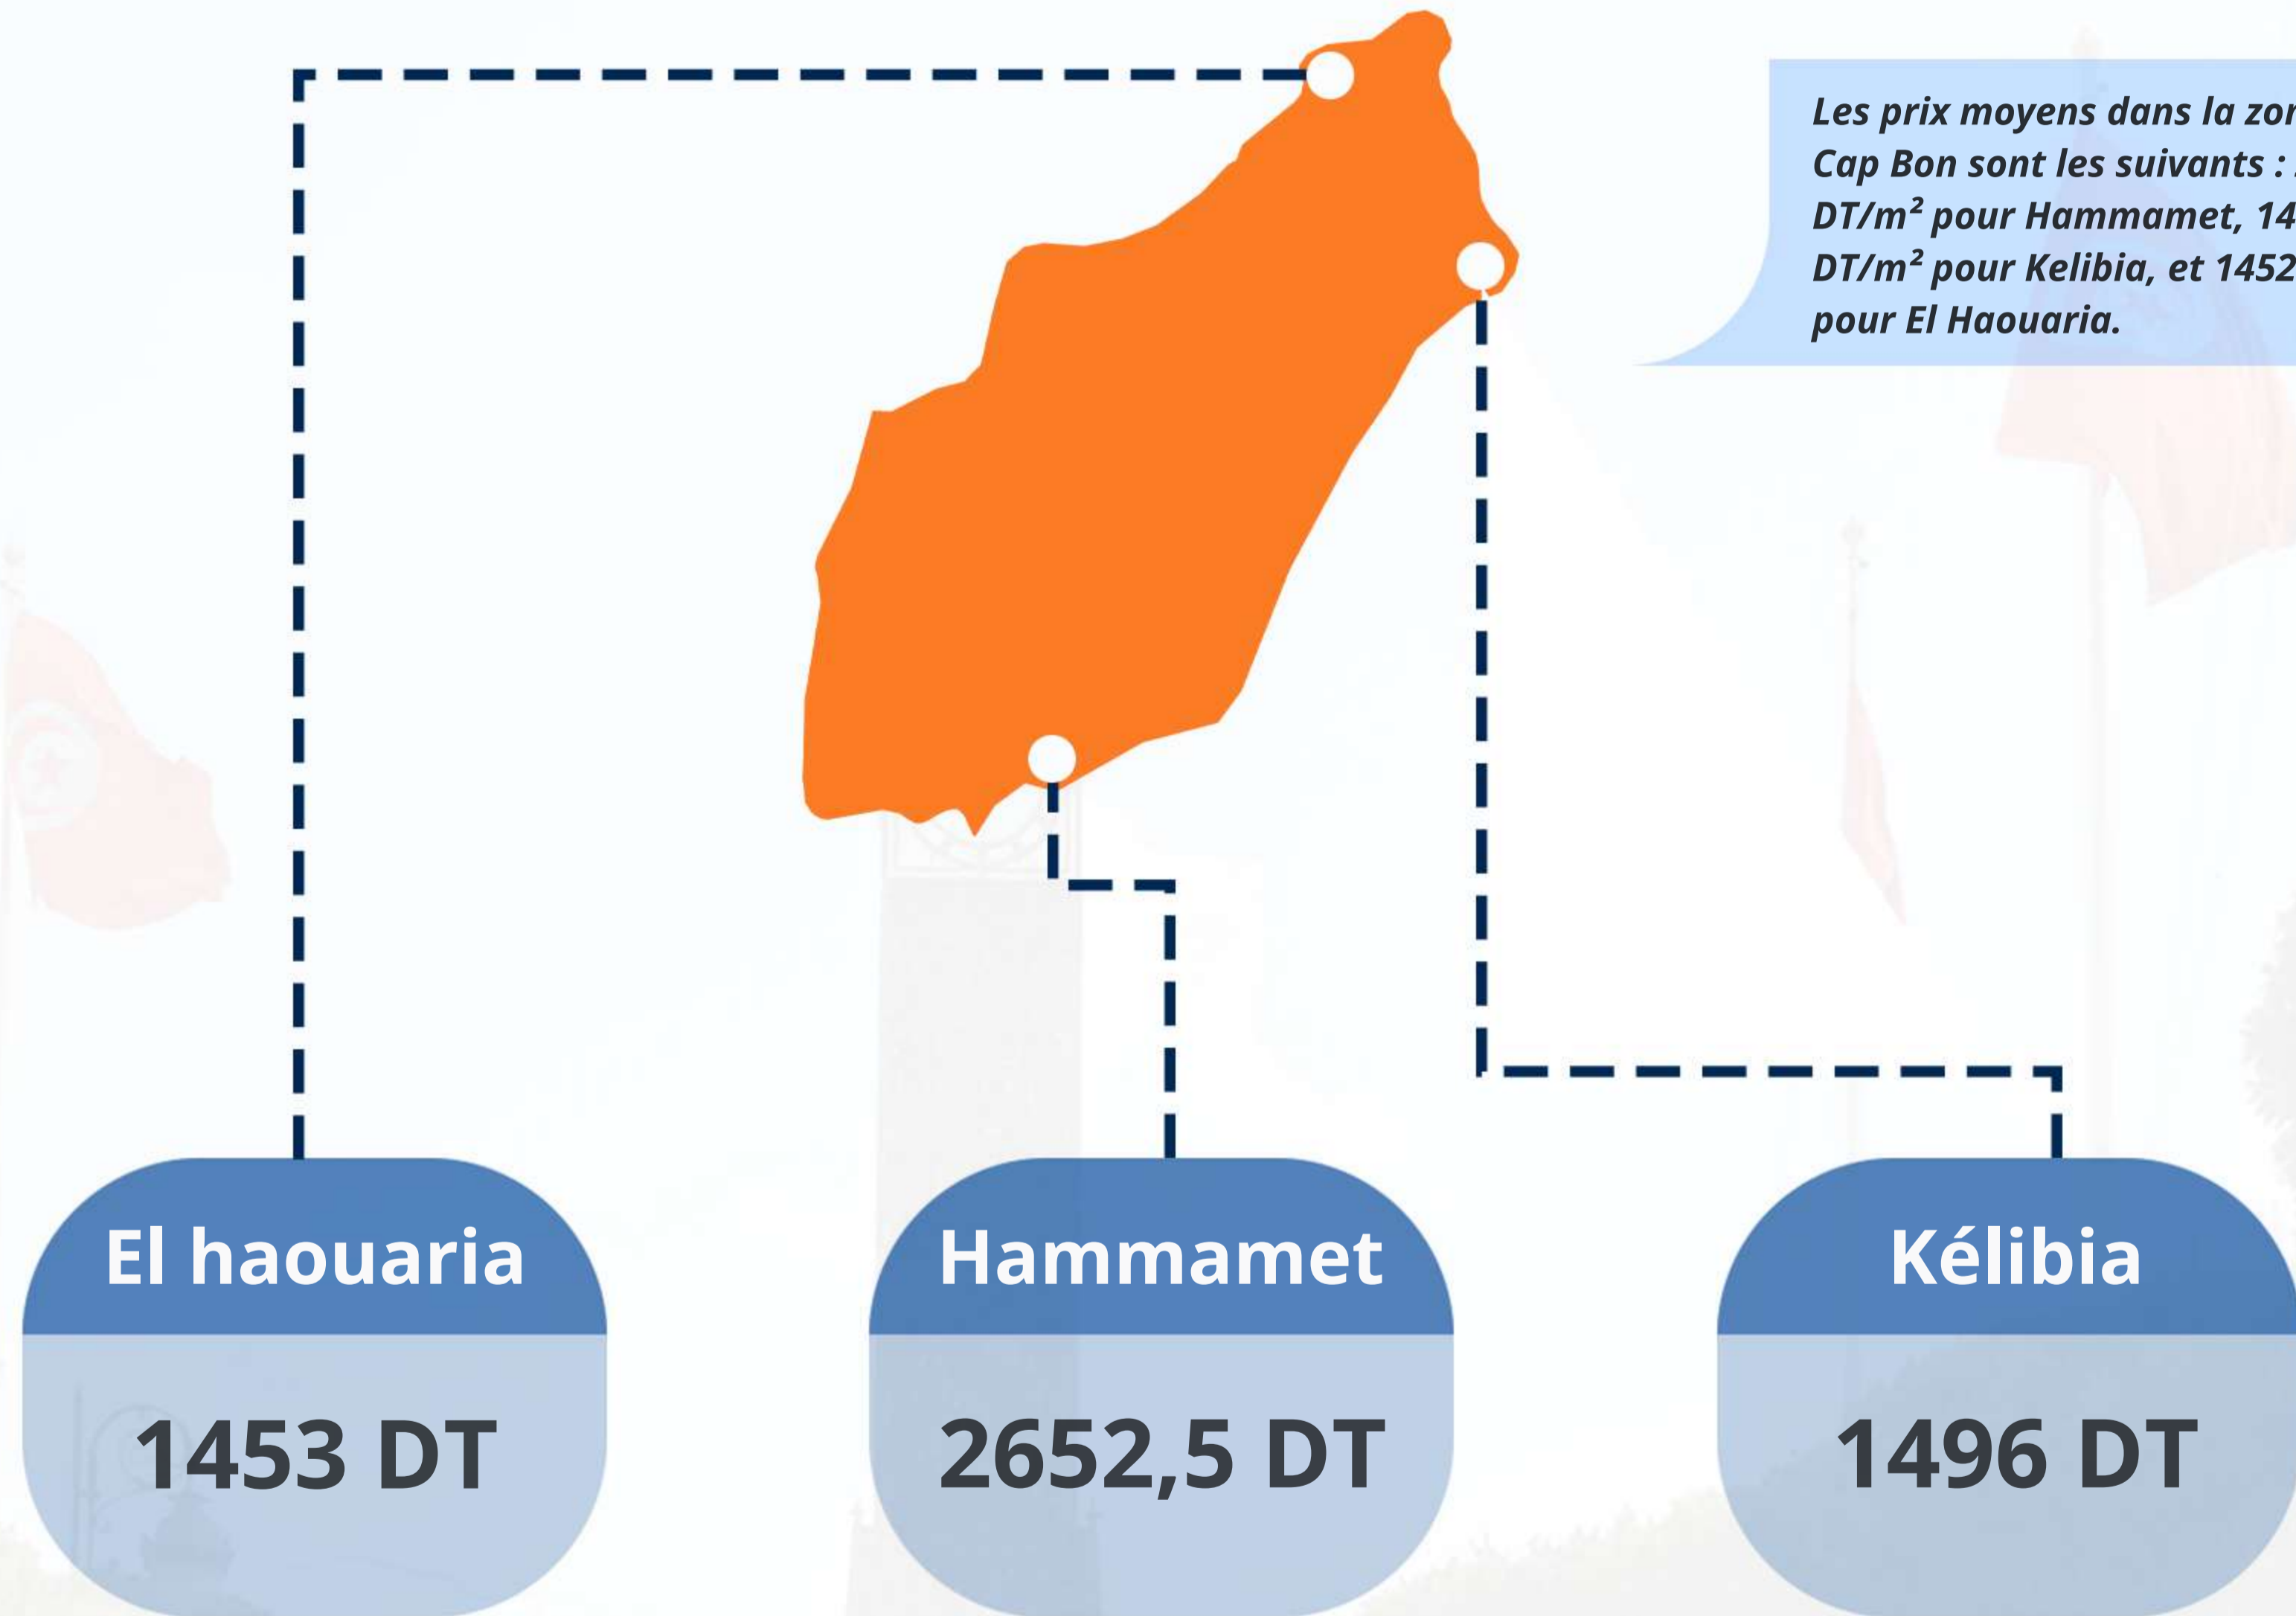 Les prix moyens dans la
Cap Bon sont les suivants :
DT/m² pour Hammamet, 14
DT/m² pour Kelibia, et 1452
pour El Haouaria.
El haouaria
Hammamet
Kélibia
1453 DT
2652,5 DT
1496 DT